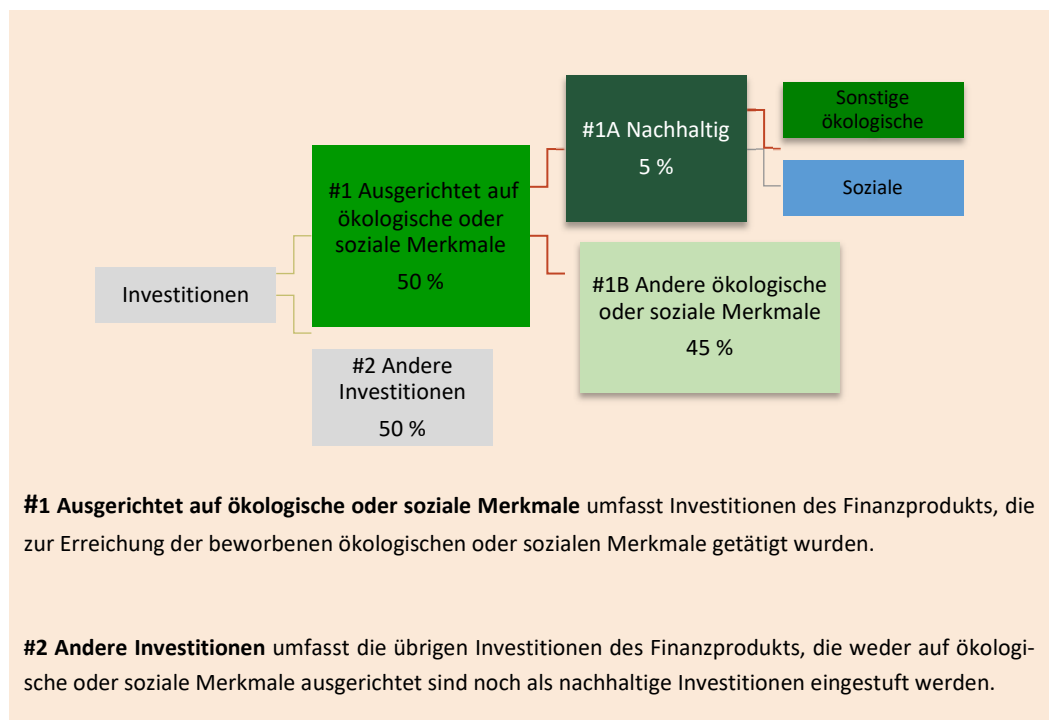 Investitionen
#1 Ausgerichtet auf
ökologische oder
soziale Merkmale
50 %
#2 Andere
Investitionen
50 %
#1A Nachhaltig
5 %
#1B Andere ökologische
oder soziale Merkmale
45 %
Sonstige
ökologische
Soziale
#1 Ausgerichtet auf ökologische oder soziale Merkmale umfasst Investitionen des Finanzprodukts, die
zur Erreichung der beworbenen ökologischen oder sozialen Merkmale getätigt wurden.
#2 Andere Investitionen umfasst die übrigen Investitionen des Finanzprodukts, die weder auf ökologi-
sche oder soziale Merkmale ausgerichtet sind noch als nachhaltige Investitionen eingestuft werden.